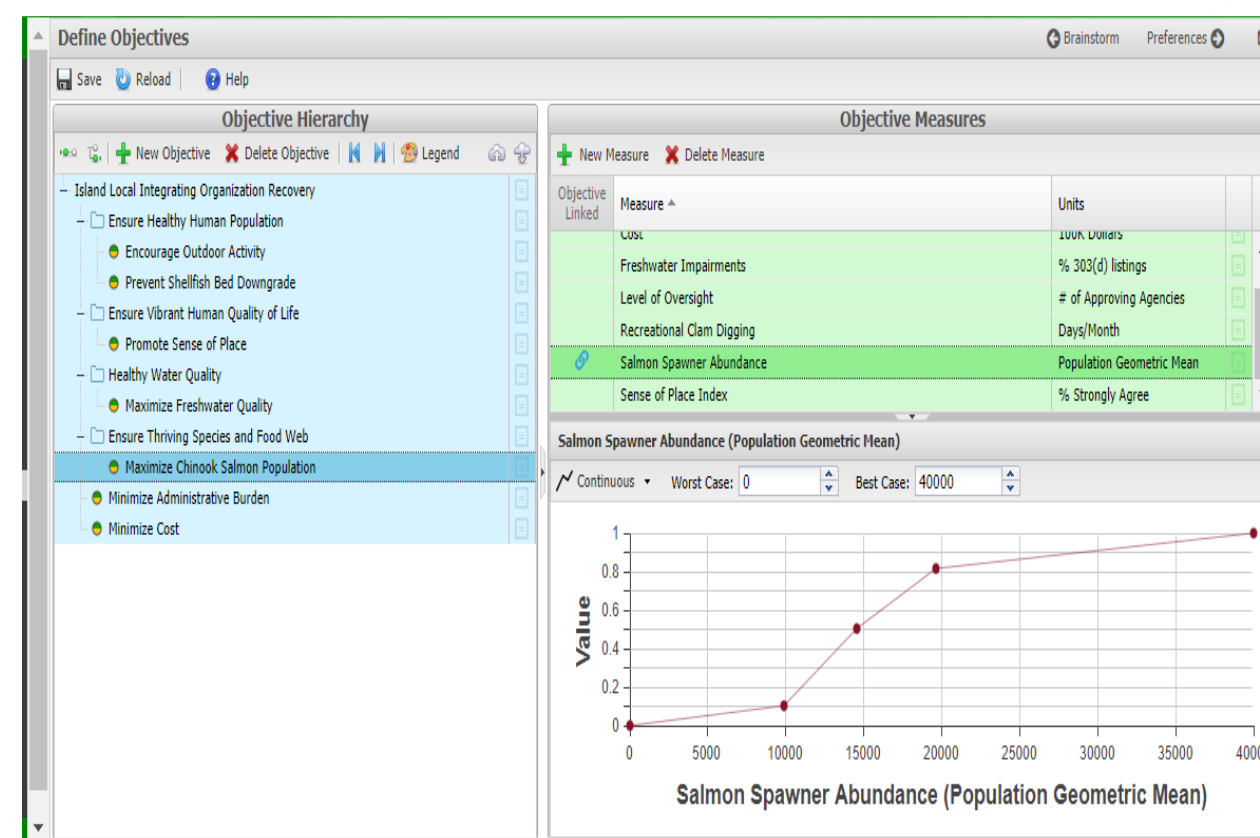 Define Objectives
Brainstorm Preferences
Save Reload Help
Objective Hierarchy
New Objective Delete Objective Legend
Island Local Integrating Organization Recovery
Ensure Healthy Human Population
Encourage Outdoor Activity
Prevent Shellfish Bed Downgrade
Ensure Vibrant Human Quality of Life
Promote Sense of Place
Healthy Water Quality
Maximize Freshwater Quality
Ensure Thriving Species and Food Web
Maximize Chinook Salmon Population
Minimize Administrative Burden
Minimize Cost
Objective Measures
New Measure Delete Measure
Objective Linked Measure Units
Cost 100K Dollars
Freshwater Impairments % 303(d) listings
Level of Oversight # of Approving Agencies
Recreational Clam Digging Days/Month
Salmon Spawner Abundance Population Geometric Mean
Sense of Place Index % Strongly Agree
Salmon Spawner Abundance (Population Geometric Mean)
Continuous Worst Case: 0 Best Case: 40000
1
0.8
0.6
0.4
0.2
0
Value
0 5000 10000 15000 20000 25000 30000 35000
Salmon Spawner Abundance (Population Geometric Mean)